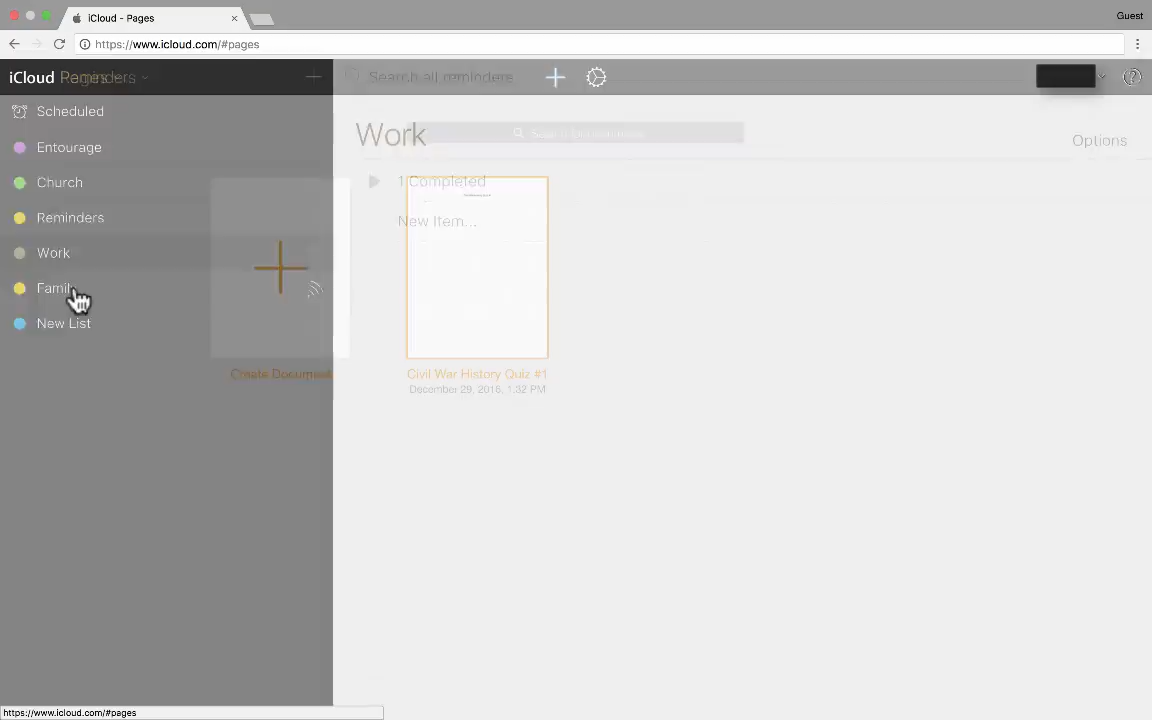 iCloud - Pages
Guest
https://www.icloud.com/#pages
iCloud Pages
Reminders
Search all reminders
Scheduled
Entourage
Church
Reminders
Work
Famil
New List
Work
Options
1 Completed
New Item...
Create Document
Civil War History Quiz #1
December 29, 2016, 1:32 PM
https://www.icloud.com/#pages